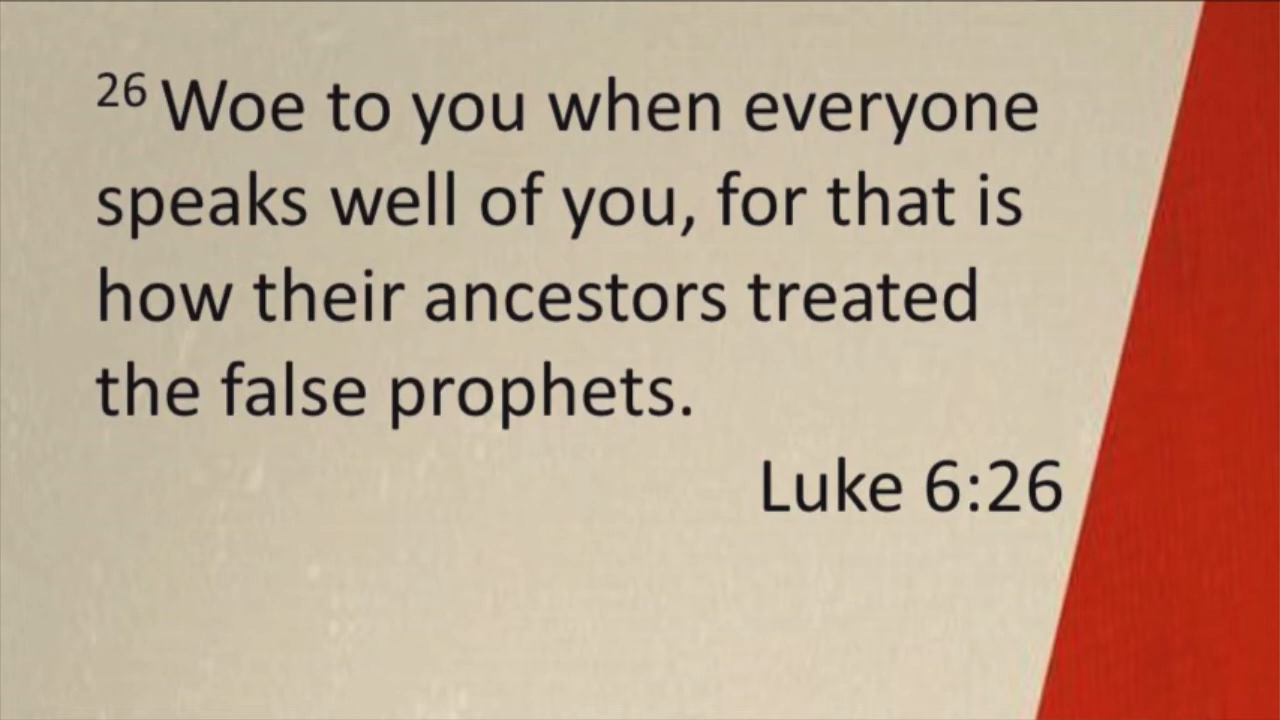 26 Woe to you when everyone
speaks well of you, for that is
how their ancestors treated
the false prophets.
Luke 6:26